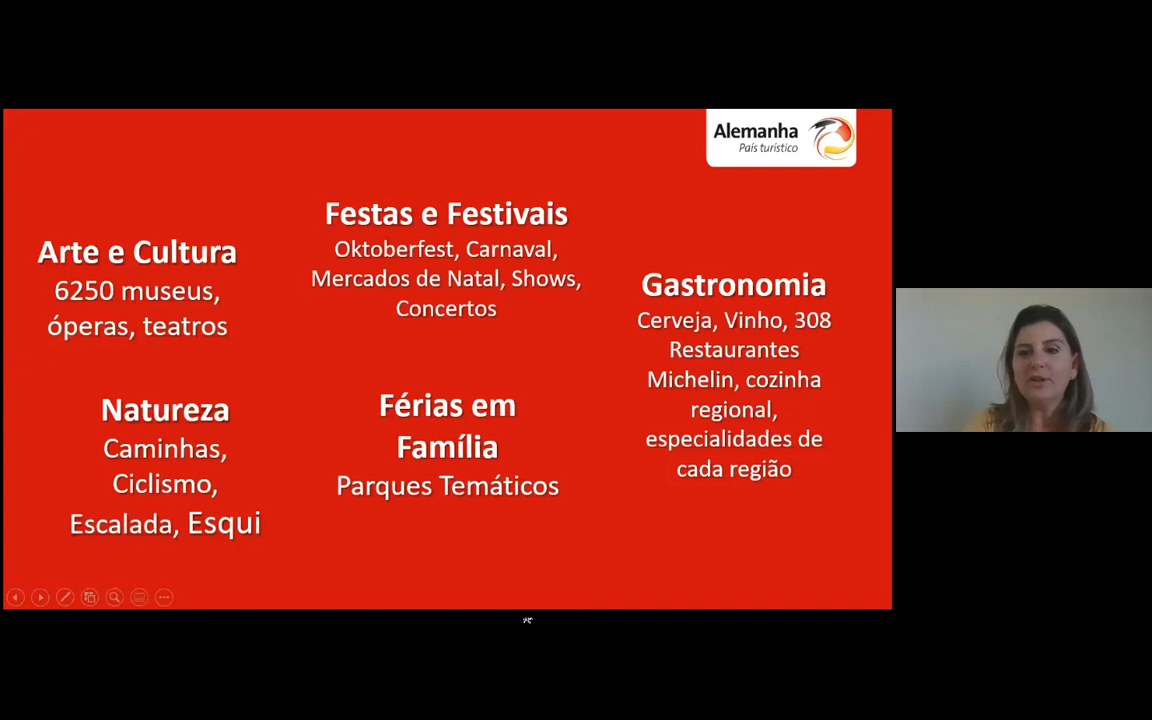 Alemanha
País turístico
Arte e Cultura
6250 museus,
óperas, teatros
Festas e Festivais
Oktoberfest, Carnaval,
Mercados de Natal, Shows,
Concertos
Gastronomia
Cerveja, Vinho, 308
Restaurantes
Michelin, cozinha
regional,
especialidades de
cada região
Natureza
Caminhas,
Ciclismo,
Escalada, Esqui
Férias em
Família
Parques Temáticos